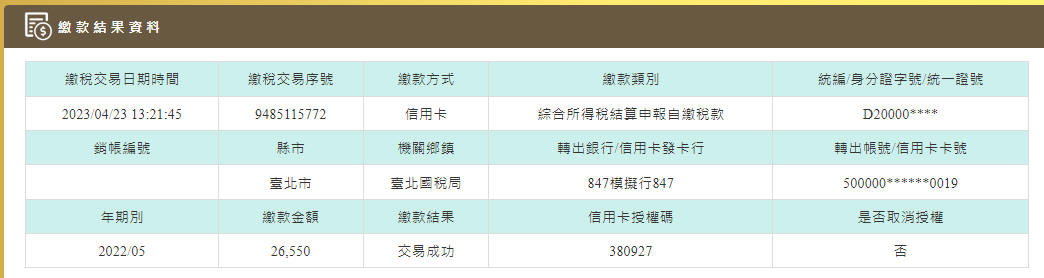 繳款結果資料
繳稅交易日期時間 繳稅交易序號 繳款方式 繳款類別 統編/身分證字號/統一證號
2023/04/23 13:21:45 9485115772 信用卡 綜合所得稅結算申報自繳稅款 D20000****
銷帳編號 縣市 機關鄉鎮 轉出銀行/信用卡發卡行 轉出帳號/信用卡卡號
臺北市 臺北國稅局 847模擬行847 500000******0019
年期別 繳款金額 繳款結果 信用卡授權碼 是否取消授權
2022/05 26,550 交易成功 380927 否